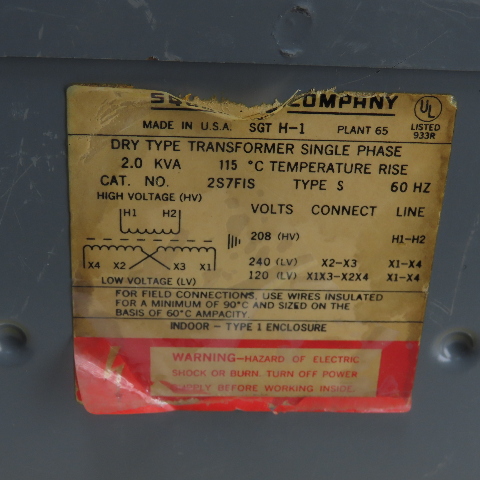 COMPANY
MADE IN U.S.A. SGT H-1 PLANT 65
UL
LISTED
933R
DRY TYPE TRANSFORMER SINGLE PHASE
2.0 KVA 115 °C TEMPERATURE RISE
CAT. NO. 2S7FIS TYPE S 60 HZ
HIGH VOLTAGE (HV)
H1 H2
X4 X2 X3 X1
LOW VOLTAGE (LV)
VOLTS CONNECT LINE
208 (HV) H1-H2
240 (LV) X2-X3 X1-X4
120 (LV) X1X3-X2X4 X1-X4
FOR FIELD CONNECTIONS, USE WIRES INSULATED
FOR A MINIMUM OF 90°C AND SIZED ON THE
BASIS OF 60°C AMPACITY.
INDOOR - TYPE 1 ENCLOSURE
WARNING-HAZARD OF ELECTRIC
SHOCK OR BURN. TURN OFF POWER
SUPPLY BEFORE WORKING INSIDE.